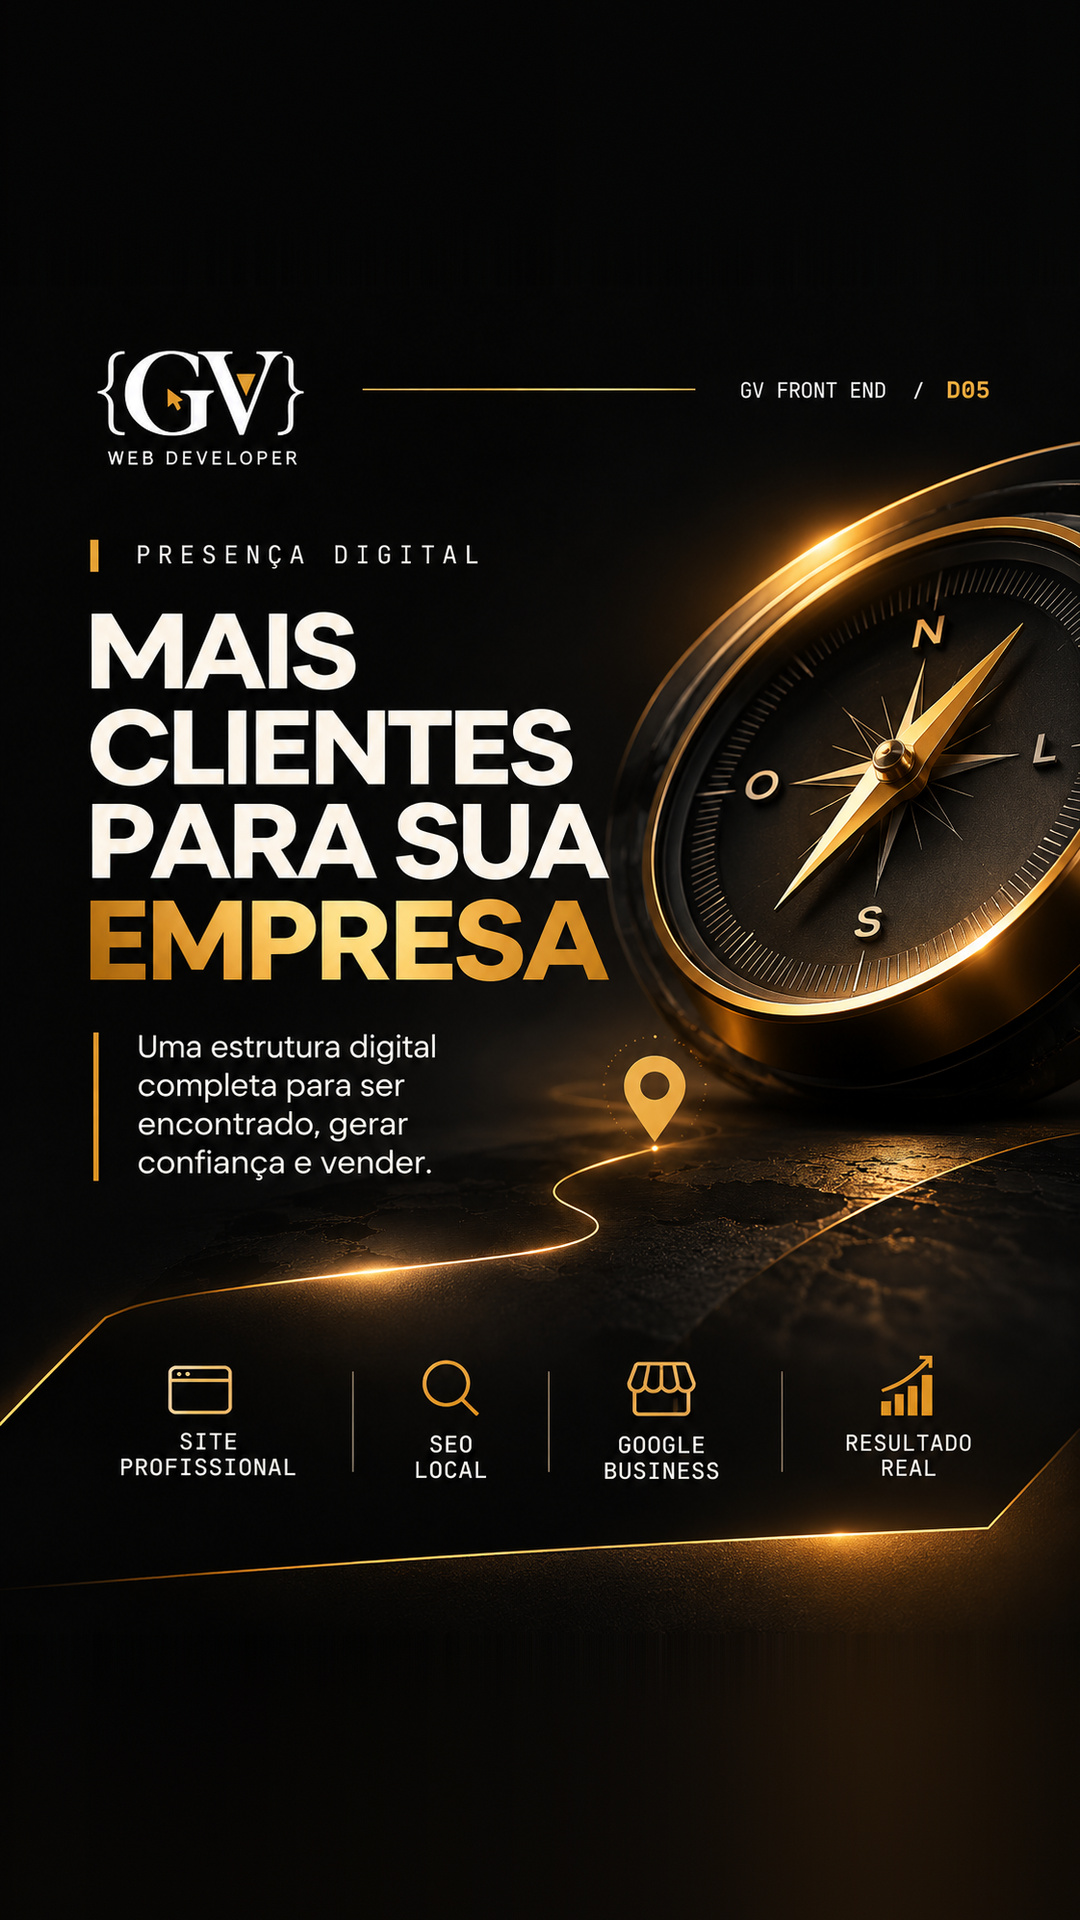 {GV}
WEB DEVELOPER
GV FRONT END / D05
PRESENÇA DIGITAL
MAIS
CLIENTES
PARA SUA
EMPRESA
N
L
O
S
Uma estrutura digital
completa para ser
encontrado, gerar
confiança e vender.
SITE
PROFISSIONAL
SEO
LOCAL
GOOGLE
BUSINESS
RESULTADO
REAL